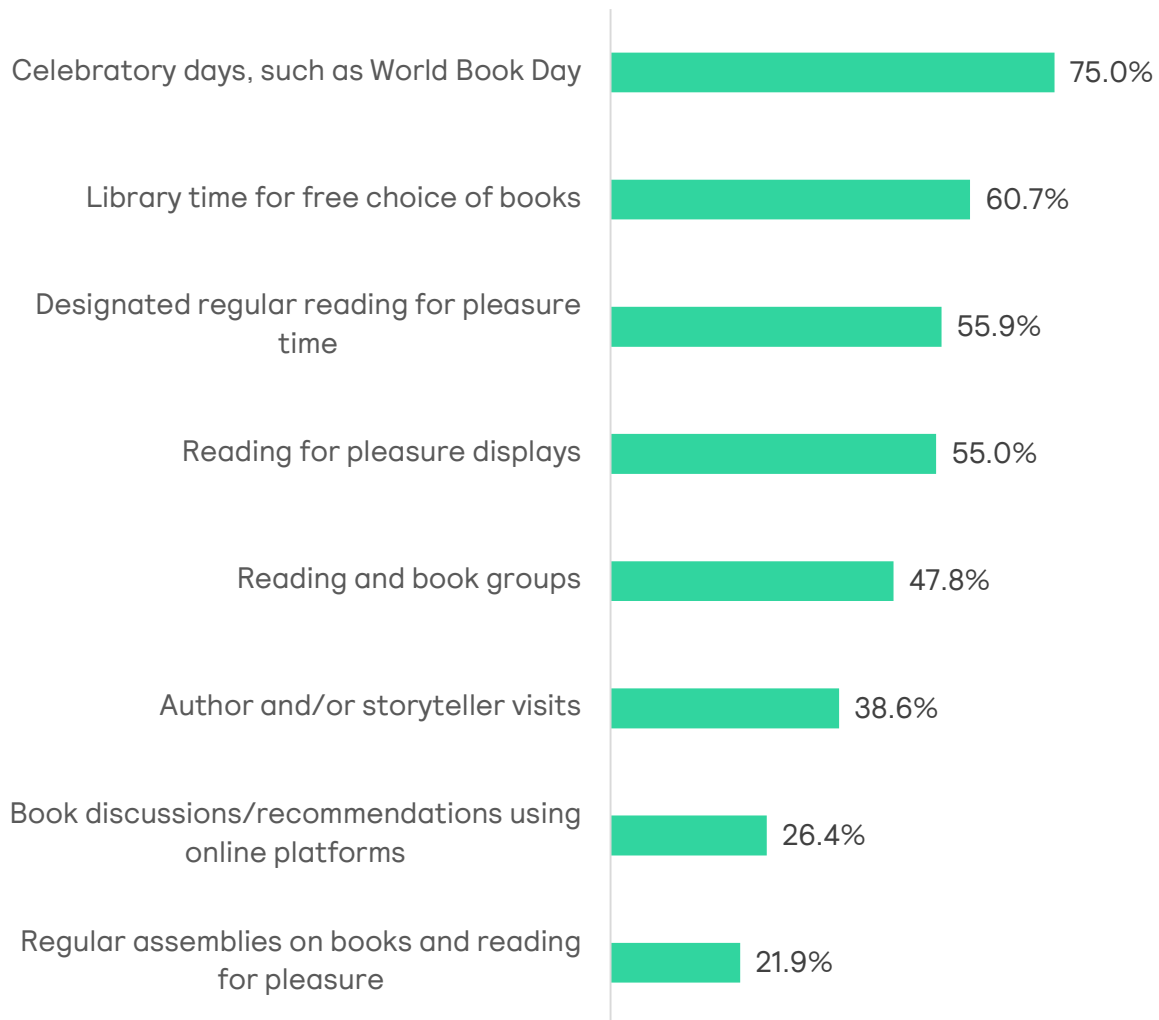 Celebratory days, such as World Book Day
75.0%
Library time for free choice of books
60.7%
Designated regular reading for pleasure
time
55.9%
Reading for pleasure displays
55.0%
Reading and book groups
47.8%
Author and/or storyteller visits
38.6%
Book discussions/recommendations using
online platforms
26.4%
Regular assemblies on books and reading
for pleasure
21.9%